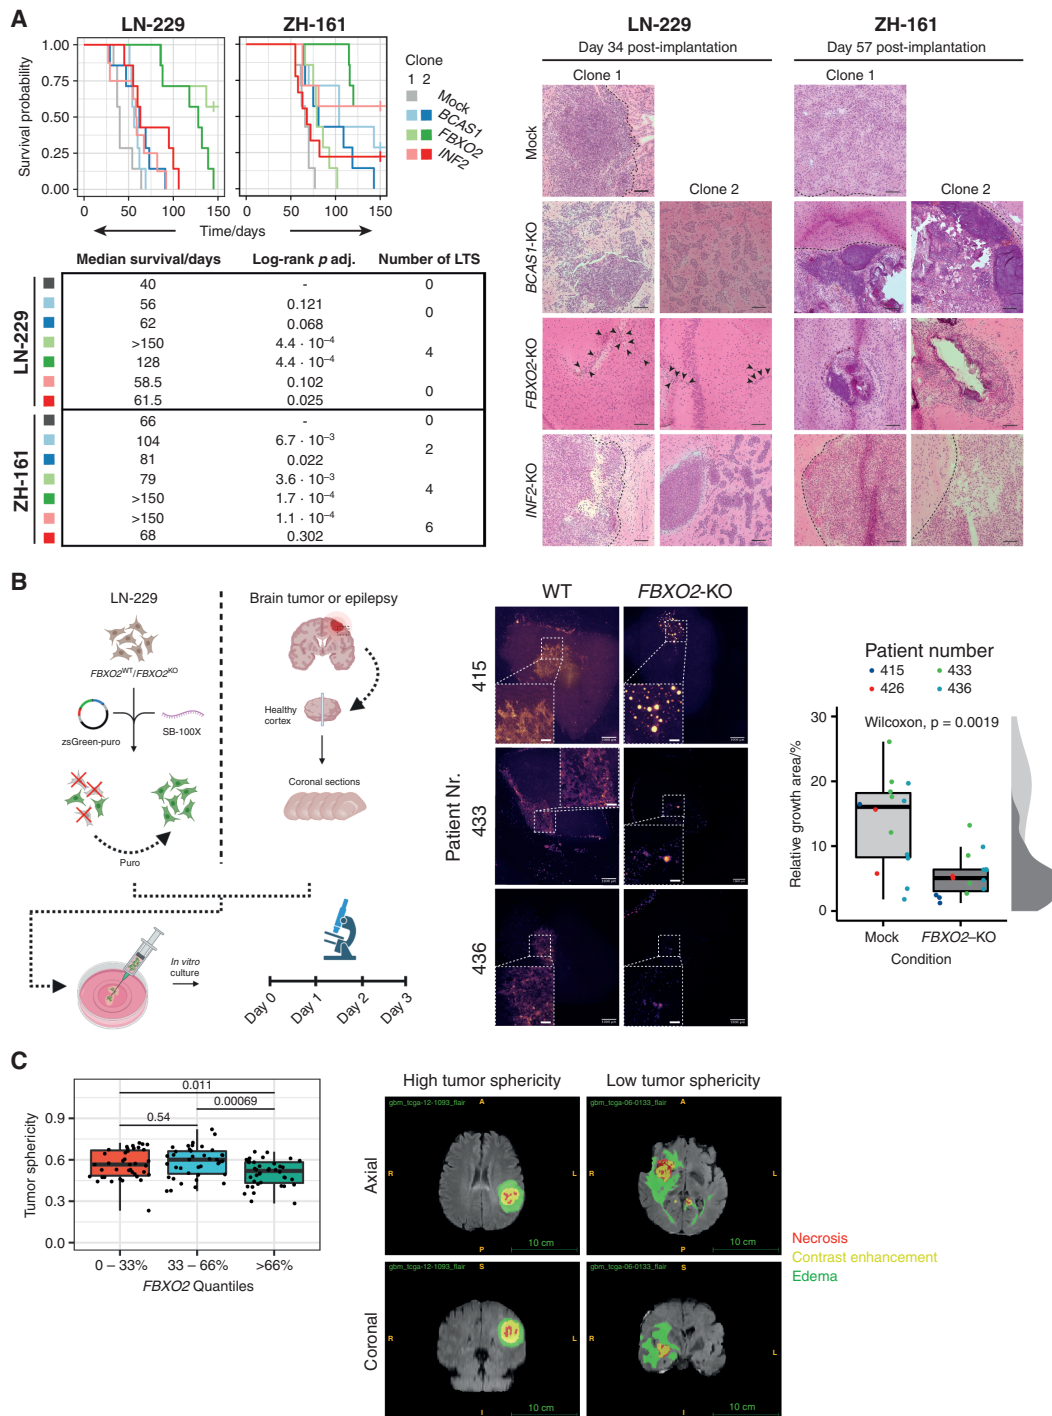 A
LN-229
ZH-161
Survival probability
1.00
0.75
0.50
0.25
0.00
0 50 100 150
0 50 100 150
Time/days
Clone
1 2
Mock
BCAS1
FBXO2
INF2
Median survival/days Log-rank p adj. Number of LTS
LN-229
40 - 0
56 0.121
0
62 0.068
>150 4.4 · 10⁻⁴
4
128 4.4 · 10⁻⁴
58.5 0.102
0
61.5 0.025
ZH-161
66 - 0
104 6.7 · 10⁻³
2
81 0.022
79 3.6 · 10⁻³
4
>150 1.7 · 10⁻⁴
>150 1.1 · 10⁻⁴
6
68 0.302
LN-229
Day 34 post-implantation
Clone 1
Clone 2
ZH-161
Day 57 post-implantation
Clone 1
Clone 2
Mock
BCAS1-KO
FBXO2-KO
INF2-KO
B
LN-229
FBXO2ᵂᵀ/FBXO2ᴷᴼ
zsGreen-puro
SB-100X
Puro
Brain tumor or epilepsy
Healthy
cortex
Coronal sections
In vitro
culture
Day 0
Day 1
Day 2
Day 3
WT
FBXO2-KO
Patient Nr.
415
433
436
Patient number
415 433
426 436
Wilcoxon, p = 0.0019
Relative growth area/%
30
20
10
0
Mock FBXO2–KO
Condition
C
0.011
0.00069
0.54
Tumor sphericity
0.9
0.6
0.3
0.0
0 – 33% 33 – 66% >66%
FBXO2 Quantiles
High tumor sphericity
Low tumor sphericity
Axial
gbm_tcga-12-1093_flair
A
R
L
P
10 cm
gbm_tcga-06-0133_flair
A
R
L
P
10 cm
Coronal
gbm_tcga-12-1093_flair
S
R
L
I
10 cm
gbm_tcga-06-0133_flair
S
R
L
I
10 cm
Necrosis
Contrast enhancement
Edema